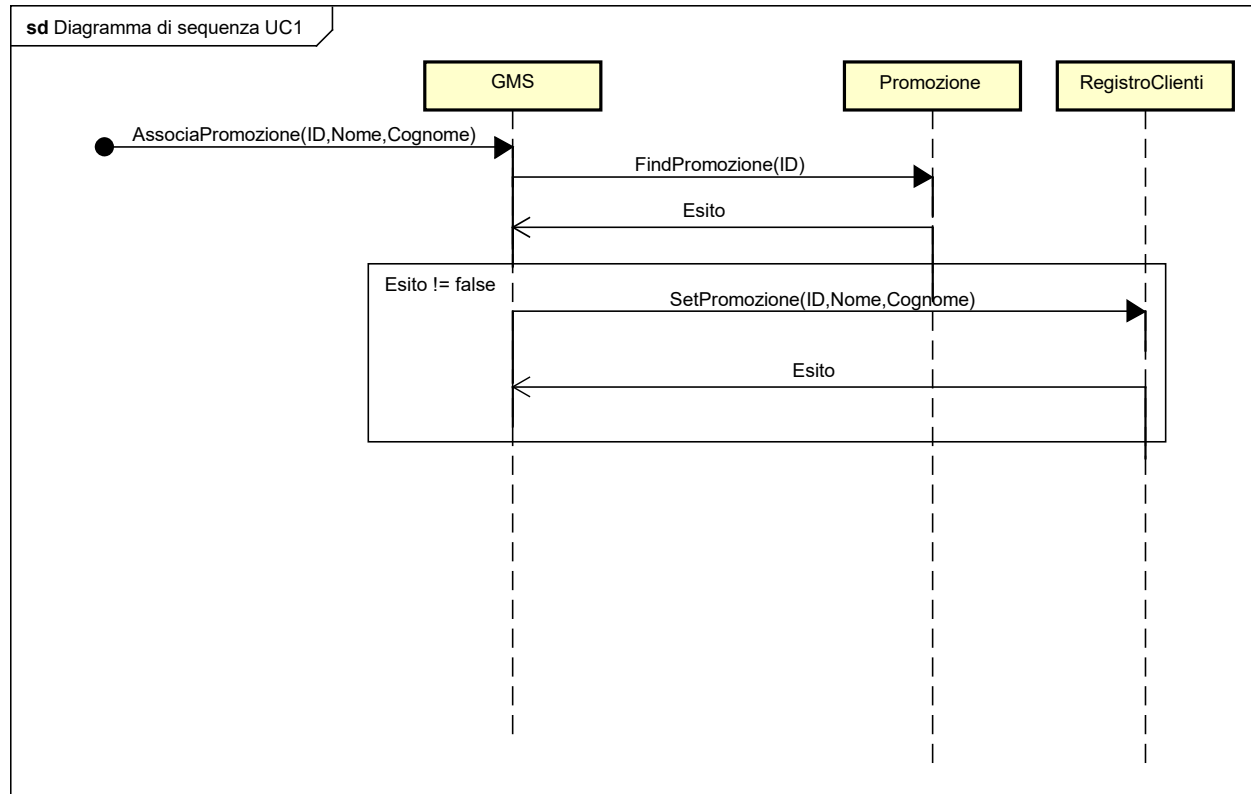 sd Diagramma di sequenza UC1
GMS
Promozione
RegistroClienti
AssociaPromozione(ID,Nome,Cognome)
FindPromozione(ID)
Esito
Esito != false
SetPromozione(ID,Nome,Cognome)
Esito